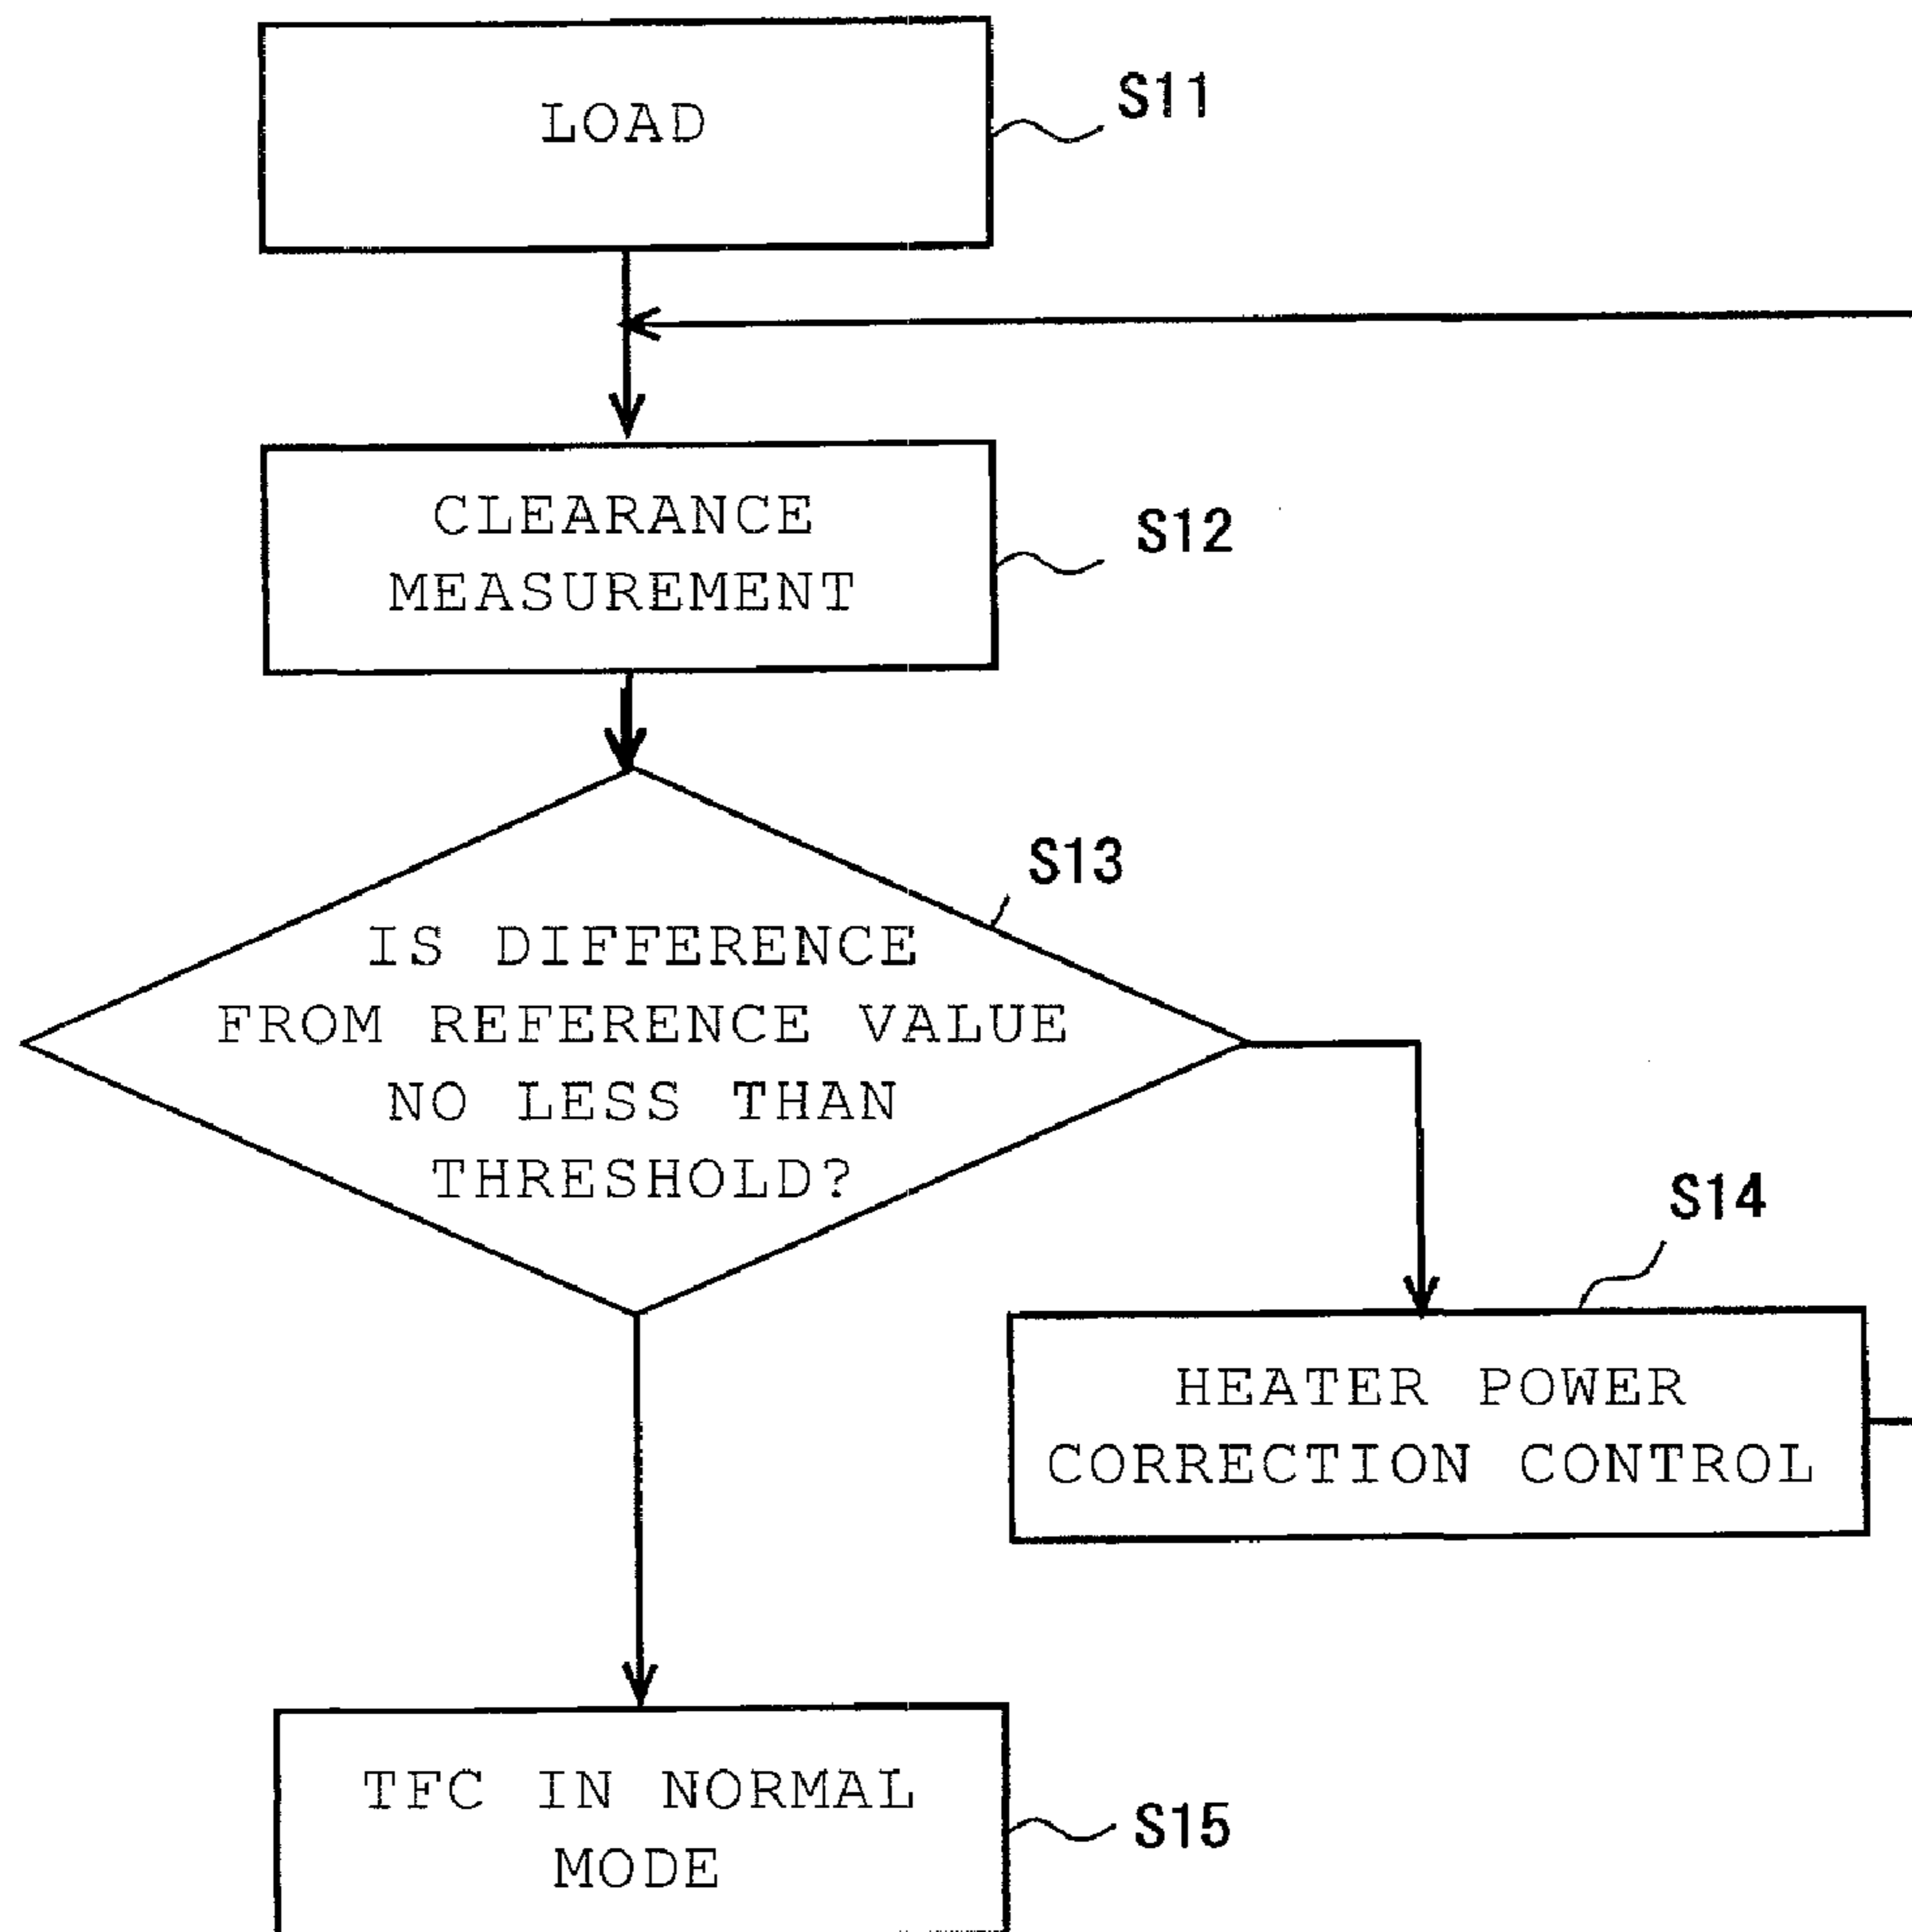 LOAD
S11
CLEARANCE
MEASUREMENT
S12
S13
IS DIFFERENCE
FROM REFERENCE VALUE
NO LESS THAN
THRESHOLD?
S14
HEATER POWER
CORRECTION CONTROL
TFC IN NORMAL
MODE
S15